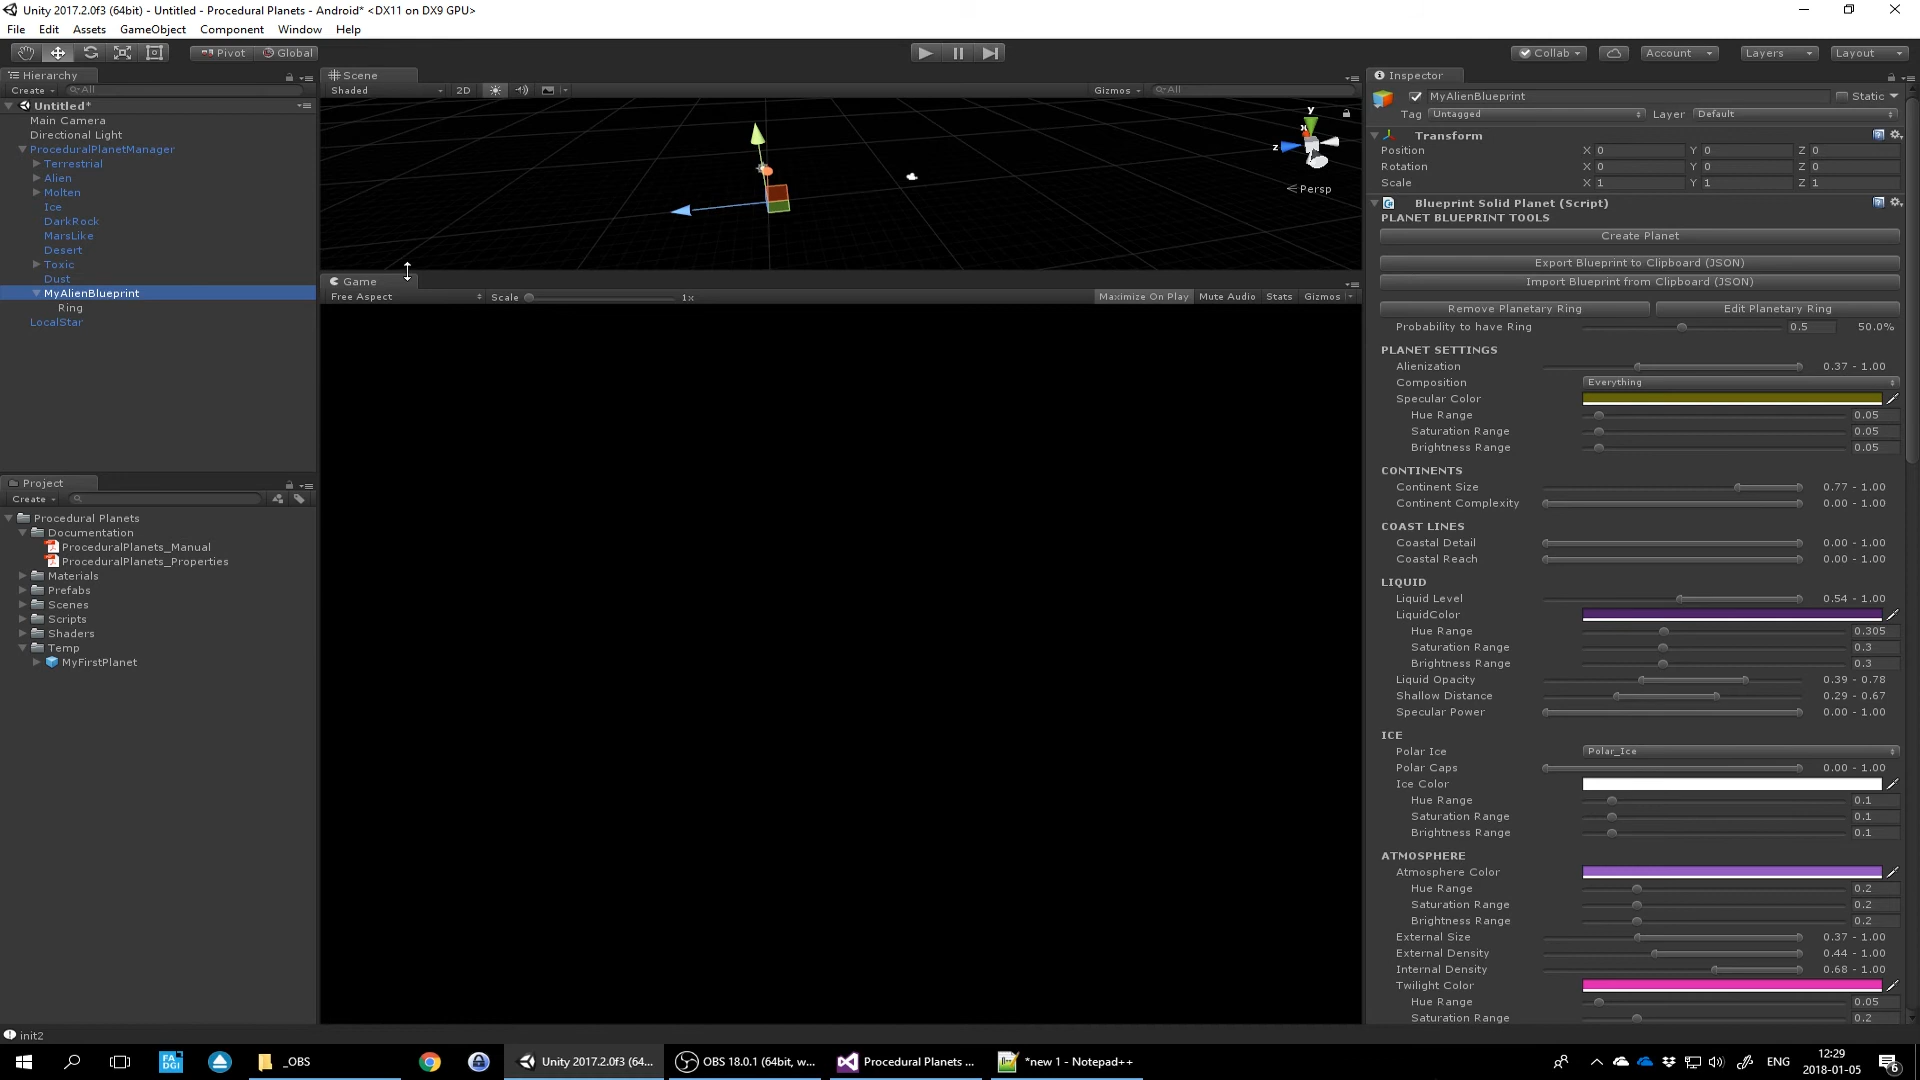 Unity 2017.2.0f3 (64bit) - Untitled - Procedural Planets - Android* <DX11 on DX9 GPU>
File Edit Assets GameObject Component Window Help
Pivot Global Collab Account Layers Layout
Hierarchy
Create All
Untitled*
Main Camera
Directional Light
ProceduralPlanetManager
Terrestrial
Alien
Molten
Ice
DarkRock
MarsLike
Desert
Toxic
Dust
MyAlienBlueprint
Ring
LocalStar
Project
Create
Procedural Planets
Documentation
ProceduralPlanets_Manual
ProceduralPlanets_Properties
Materials
Prefabs
Scenes
Scripts
Shaders
Temp
MyFirstPlanet
init2
Scene
Shaded 2D Gizmos All
y
x
z
Persp
Game
Free Aspect Scale 1x Maximize On Play Mute Audio Stats Gizmos
Inspector
MyAlienBlueprint Static
Tag Untagged Layer Default
Transform
Position X 0 Y 0 Z 0
Rotation X 0 Y 0 Z 0
Scale X 1 Y 1 Z 1
Blueprint Solid Planet (Script)
PLANET BLUEPRINT TOOLS
Create Planet
Export Blueprint to Clipboard (JSON)
Import Blueprint from Clipboard (JSON)
Remove Planetary Ring Edit Planetary Ring
Probability to have Ring 0.5 50.0%
PLANET SETTINGS
Alienization 0.37 - 1.00
Composition Everything
Specular Color
Hue Range 0.05
Saturation Range 0.05
Brightness Range 0.05
CONTINENTS
Continent Size 0.77 - 1.00
Continent Complexity 0.00 - 1.00
COAST LINES
Coastal Detail 0.00 - 1.00
Coastal Reach 0.00 - 1.00
LIQUID
Liquid Level 0.54 - 1.00
LiquidColor
Hue Range 0.305
Saturation Range 0.3
Brightness Range 0.3
Liquid Opacity 0.39 - 0.78
Shallow Distance 0.29 - 0.67
Specular Power 0.00 - 1.00
ICE
Polar Ice Polar_Ice
Polar Caps 0.00 - 1.00
Ice Color
Hue Range 0.1
Saturation Range 0.1
Brightness Range 0.1
ATMOSPHERE
Atmosphere Color
Hue Range 0.2
Saturation Range 0.2
Brightness Range 0.2
External Size 0.37 - 1.00
External Density 0.44 - 1.00
Internal Density 0.68 - 1.00
Twilight Color
Hue Range 0.05
Saturation Range 0.2
FADGI _OBS Unity 2017.2.0f3 (64... OBS 18.0.1 (64bit, w... Procedural Planets ... *new 1 - Notepad++ ENG 12:29
2018-01-05 6